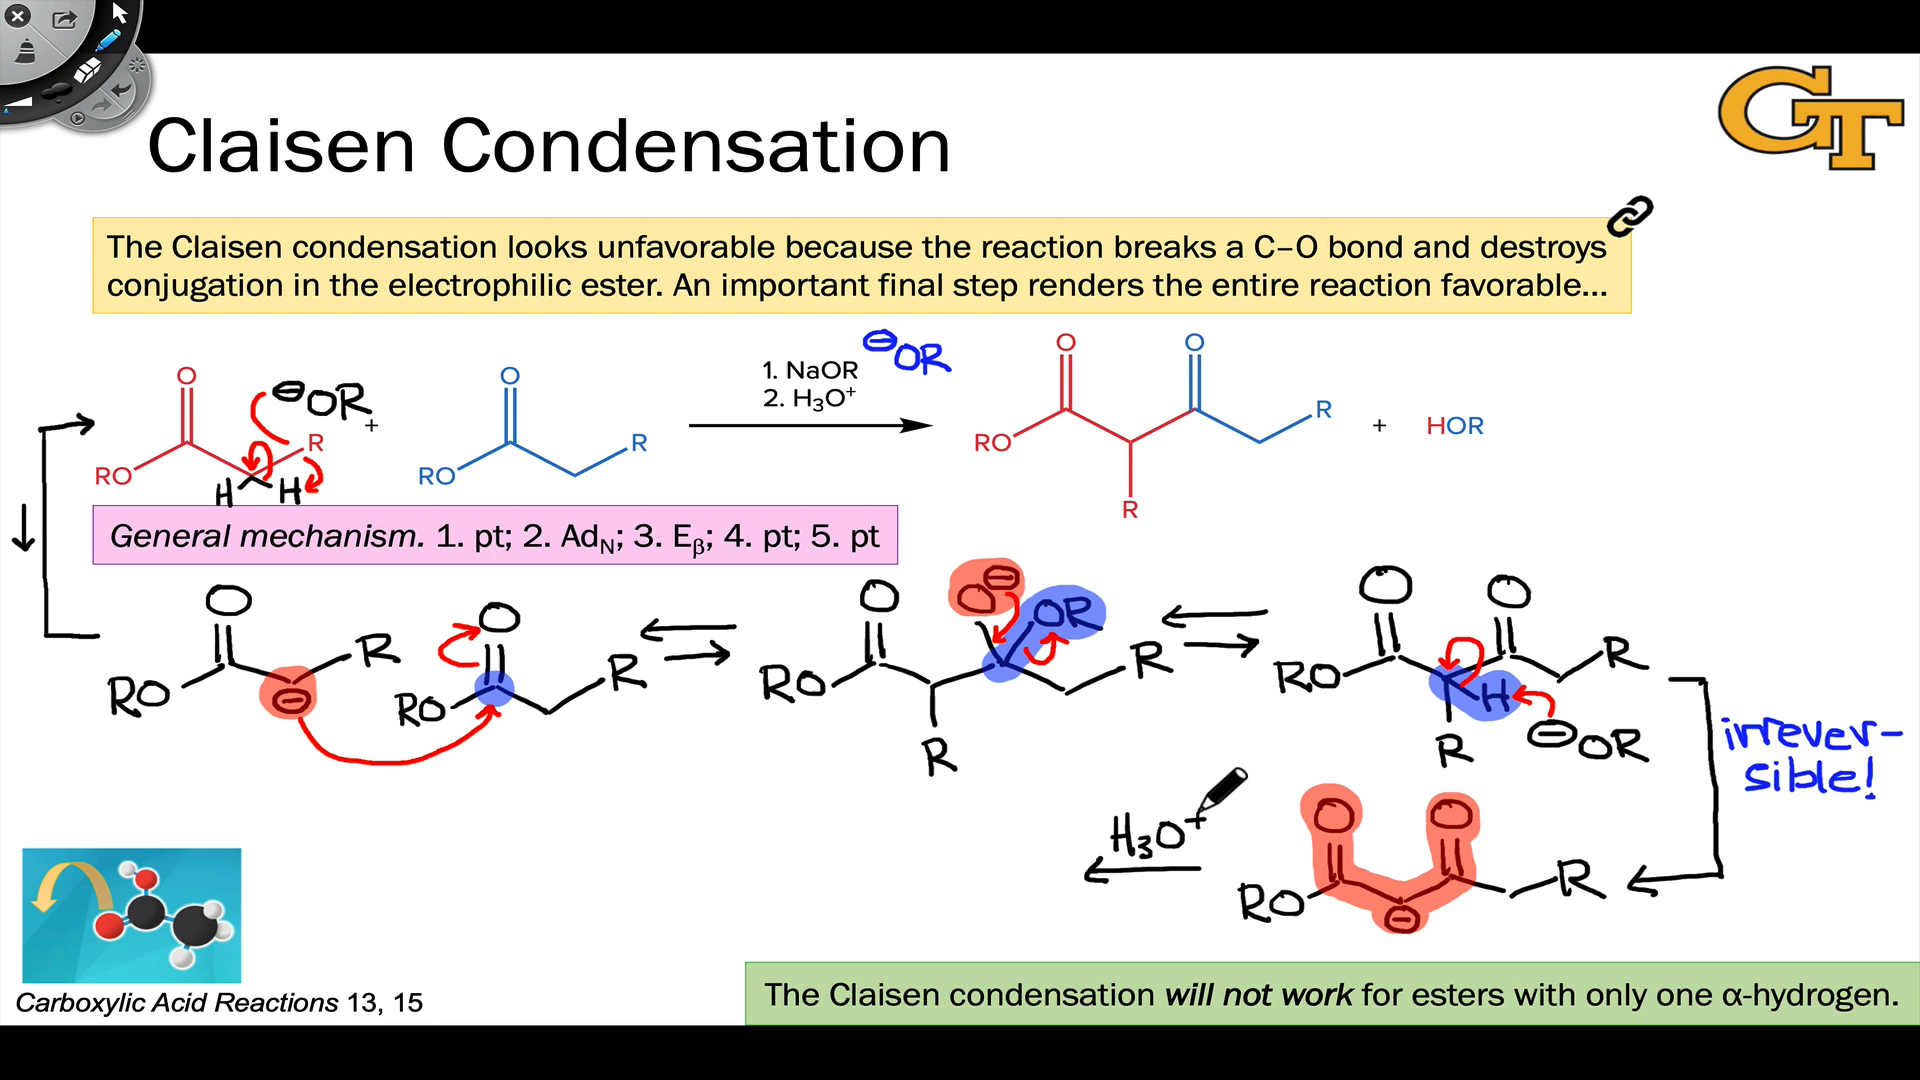 GT
Claisen Condensation
The Claisen condensation looks unfavorable because the reaction breaks a C–O bond and destroys
conjugation in the electrophilic ester. An important final step renders the entire reaction favorable...
O
RO
R
H H
⊖OR
+
O
RO
R
1. NaOR
2. H₃O⁺
⊖OR
O O
RO
R
R
+
HOR
General mechanism. 1. pt; 2. Ad_N; 3. E_β; 4. pt; 5. pt
O
RO
⊖
R
O
RO
R
O
RO
R
O⊖
OR
R
O O
RO
R
H
R
⊖OR
irrever-
sible!
H₃O⁺
O O
RO
⊖
R
Carboxylic Acid Reactions 13, 15
The Claisen condensation will not work for esters with only one α-hydrogen.